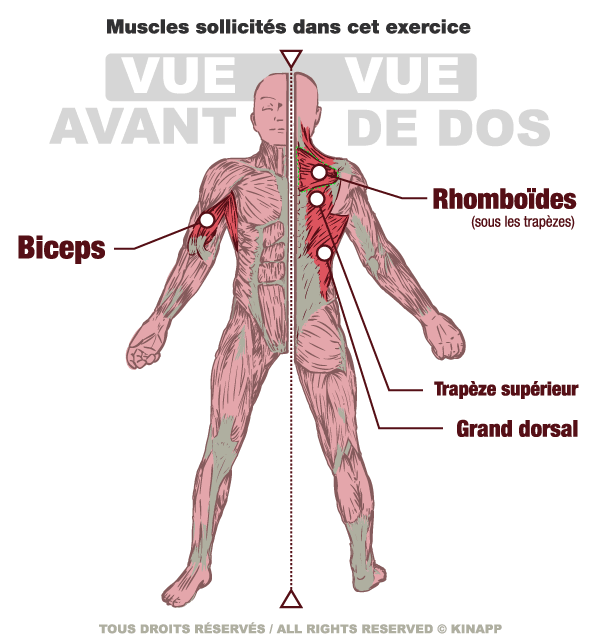 Muscles sollicités dans cet exercice
VUE VUE
AVANT DE DOS
Rhomboïdes
(sous les trapèzes)
Biceps
Trapèze supérieur
Grand dorsal
TOUS DROITS RÉSERVÉS / ALL RIGHTS RESERVED © KINAPP